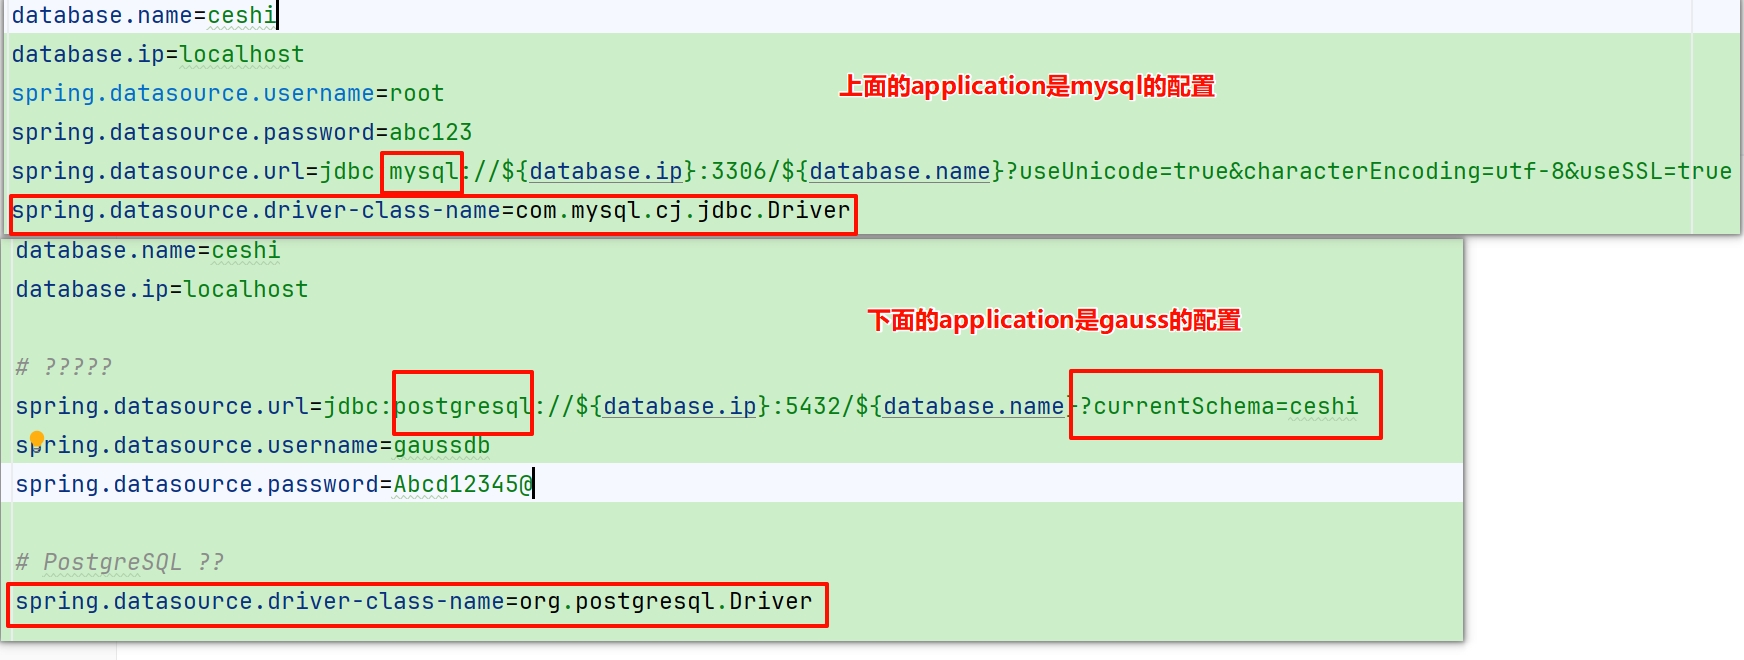 database.name=ceshi
database.ip=localhost
上面的application是mysql的配置
spring.datasource.username=root
spring.datasource.password=abc123
spring.datasource.url=jdbc:mysql://${database.ip}:3306/${database.name}?useUnicode=true&characterEncoding=utf-8&useSSL=true
spring.datasource.driver-class-name=com.mysql.cj.jdbc.Driver
database.name=ceshi
database.ip=localhost
下面的application是gauss的配置
# ?????
spring.datasource.url=jdbc:postgresql://${database.ip}:5432/${database.name}?currentSchema=ceshi
spring.datasource.username=gaussdb
spring.datasource.password=Abcd12345@
# PostgreSQL ??
spring.datasource.driver-class-name=org.postgresql.Driver